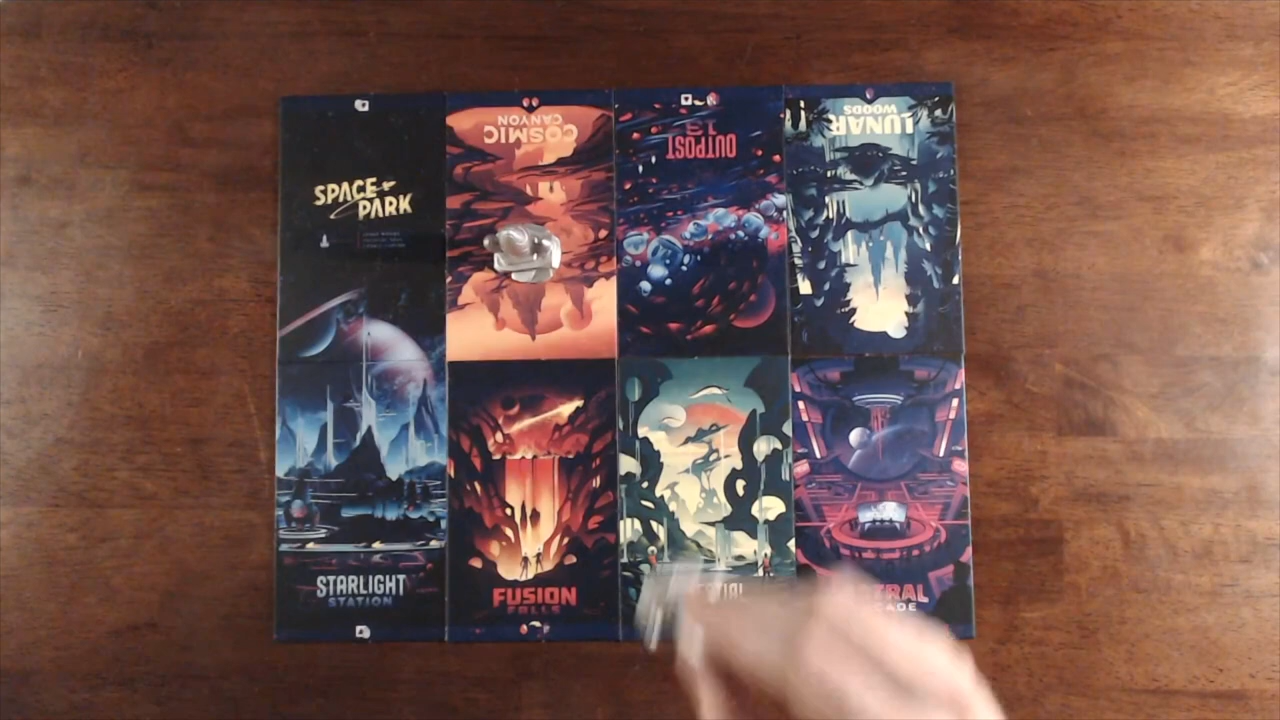 COSMIC
CANYON
OUTPOST
13
LUNAR
WOODS
SPACE
PARK
STARLIGHT
STATION
FUSION
FALLS